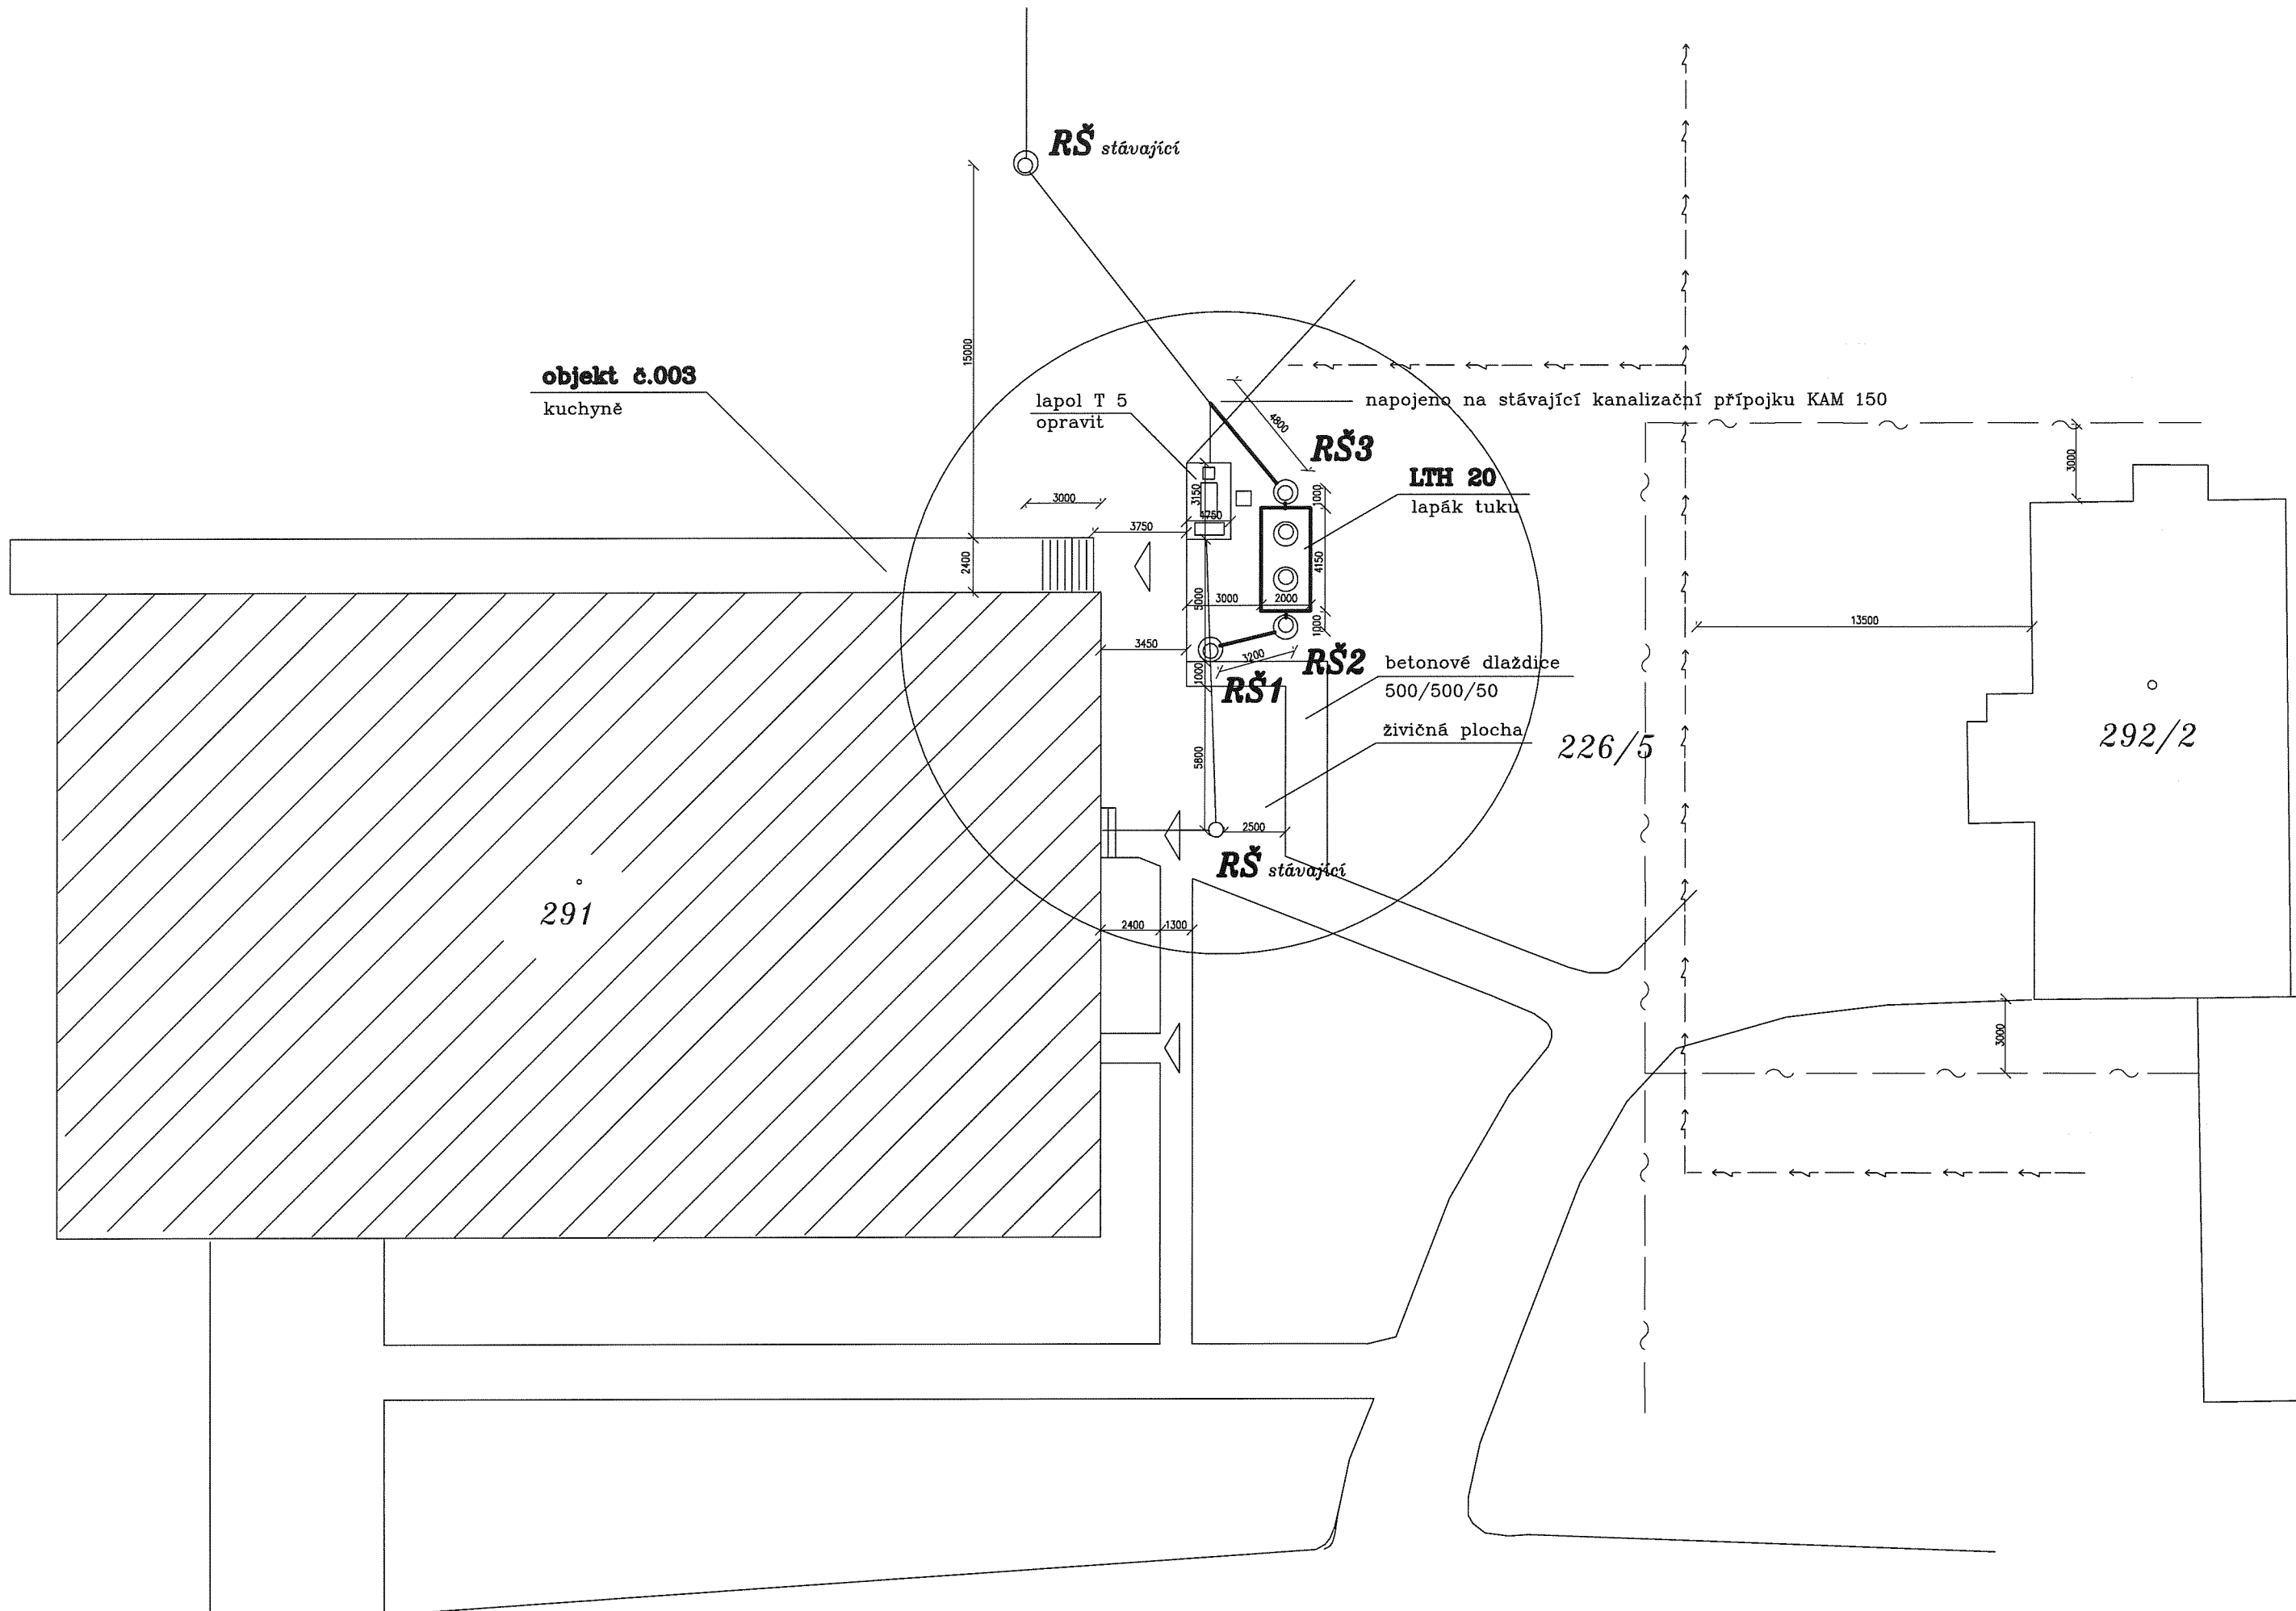 RŠ stávající
15000
objekt č.003
kuchyně
lapol T 5
opravit
napojeno na stávající kanalizační přípojku KAM 150
4800
RŠ3
LTH 20
lapák tuku
3000
3000
3150
1000
1750
3750
2400
4150
5000
3000
2000
1000
13500
3450
3200
RŠ2
betonové dlaždice
500/500/50
1000
RŠ1
živičná plocha
226/5
292/2
5800
2500
RŠ stávající
291
2400
1300
3000